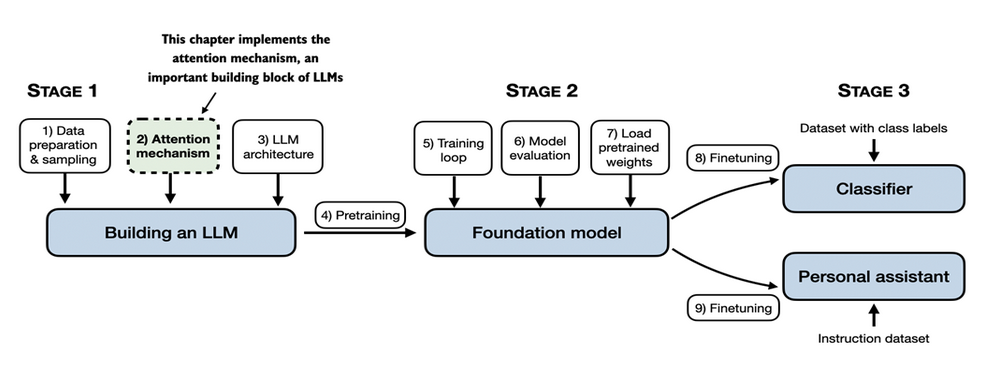 This chapter implements the
attention mechanism, an
important building block of LLMs
STAGE 1
1) Data
preparation
& sampling
2) Attention
mechanism
3) LLM
architecture
Building an LLM
4) Pretraining
STAGE 2
5) Training
loop
6) Model
evaluation
7) Load
pretrained
weights
Foundation model
STAGE 3
8) Finetuning
Dataset with class labels
Classifier
9) Finetuning
Personal assistant
Instruction dataset